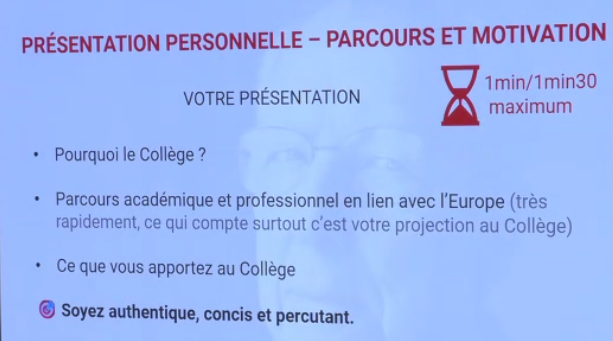 PRÉSENTATION PERSONNELLE – PARCOURS ET MOTIVATION
VOTRE PRÉSENTATION
1min/1min30
maximum
• Pourquoi le Collège ?
• Parcours académique et professionnel en lien avec l'Europe (très
rapidement, ce qui compte surtout c'est votre projection au Collège)
• Ce que vous apportez au Collège
Soyez authentique, concis et percutant.